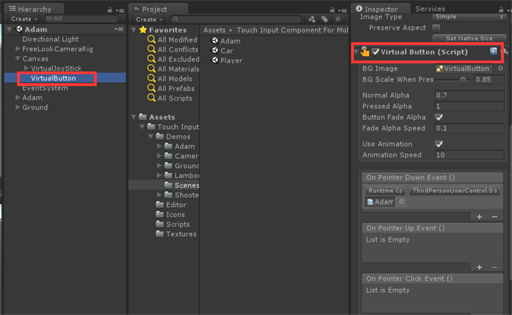 Hierarchy
Create
All
Adam
Directional Light
FreeLookCameraRig
Canvas
VirtualJoyStick
VirtualButton
EventSystem
Adam
Ground
Project
Create
Favorites
All Modified
All Conflicts
All Excluded
All Materials
All Models
All Prefabs
All Scripts
Assets
Touch Input
Demos
Adam
Camer
Ground
Lambor
Scenes
Shoote
Editor
Icons
Scripts
Textures
Assets Touch Input Component For Mol
Adam
Car
Player
Inspector Services
Image Type Simple
Preserve Aspect
Set Native Size
Virtual Button (Script)
BG Image VirtualButton
BG Scale When Pres 0.85
Normal Alpha 0.7
Pressed Alpha 1
Button Fade Alpha
Fade Alpha Speed 0.1
Use Animation
Animation Speed 10
On Pointer Down Event ()
Runtime ThirdPersonUserControl.S
Adam
On Pointer Up Event ()
List is Empty
On Pointer Click Event ()
List is Empty